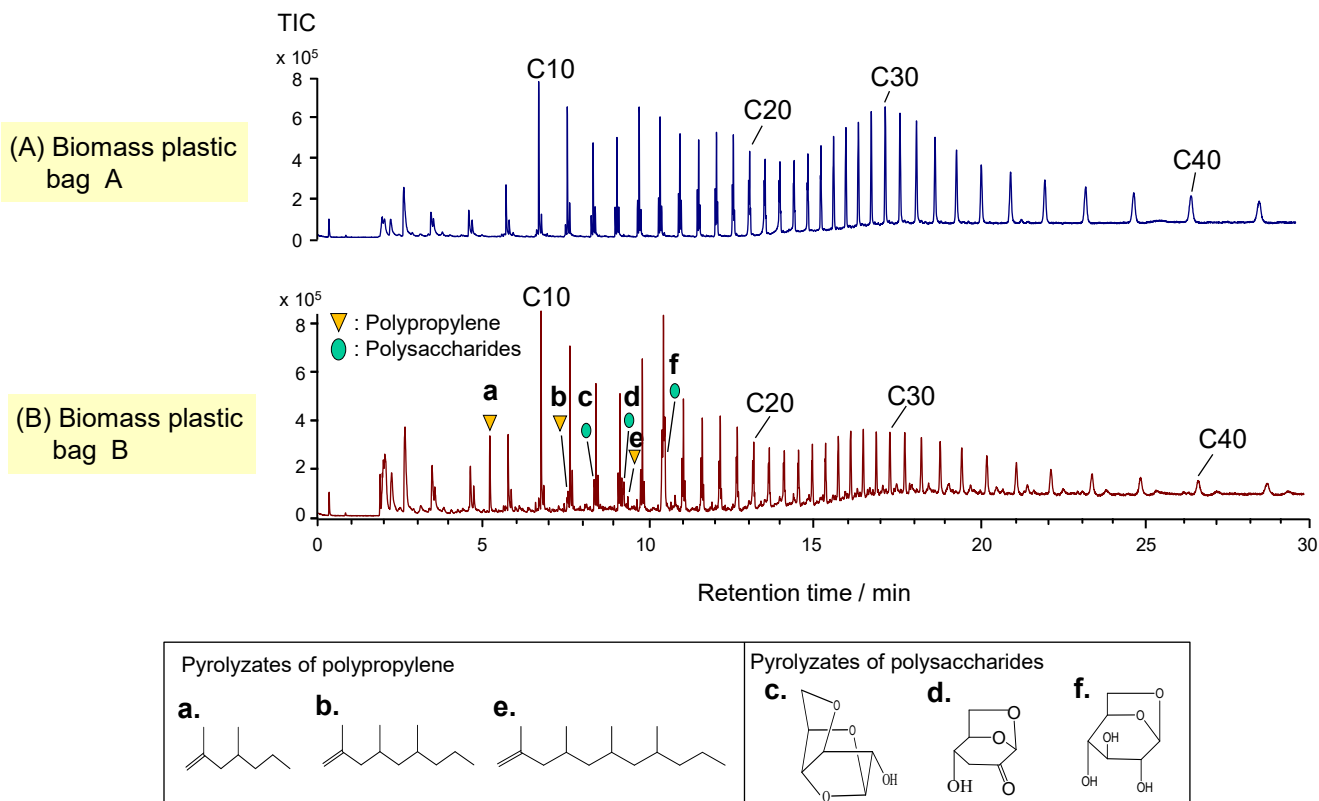 TIC
x 10⁵
8
6
4
2
0
C10
C20
C30
C40
(A) Biomass plastic
bag A
x 10⁵
8
6
4
2
0
▼ : Polypropylene
● : Polysaccharides
C10
a
b
c
d
e
f
C20
C30
C40
(B) Biomass plastic
bag B
0 5 10 15 20 25 30
Retention time / min
Pyrolyzates of polypropylene
a.
b.
e.
Pyrolyzates of polysaccharides
c.
O
O
OH
O
d.
O
O
OH
O
f.
O
O
OH
OH
OH